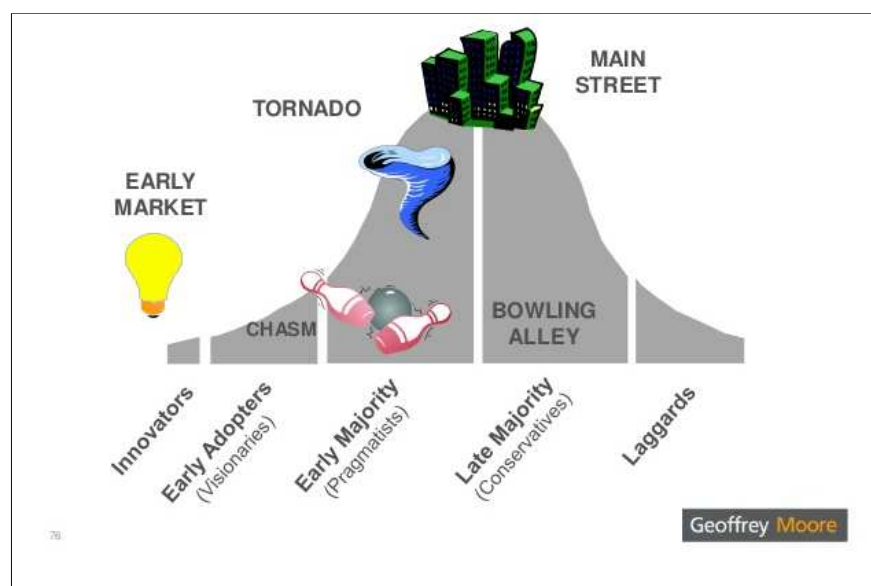 MAIN
STREET
TORNADO
EARLY
MARKET
CHASM
BOWLING
ALLEY
Innovators
Early Adopters
(Visionaries)
Early Majority
(Pragmatists)
Late Majority
(Conservatives)
Laggards
76
Geoffrey Moore